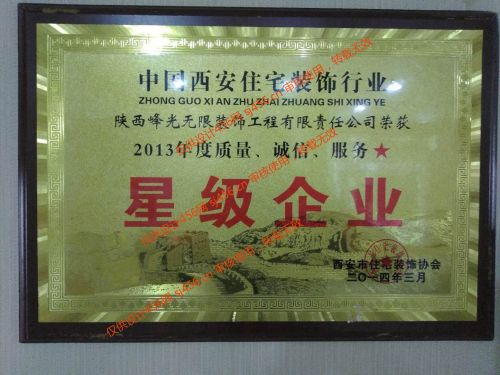 中国西安住宅装饰行业
ZHONG GUO XI AN ZHU ZHAI ZHUANG SHI XING YE
陕西峰光无限装饰工程有限责任公司荣获
2013年度质量、诚信、服务★
星级企业
西安市住宅装饰协会
二〇一四年三月